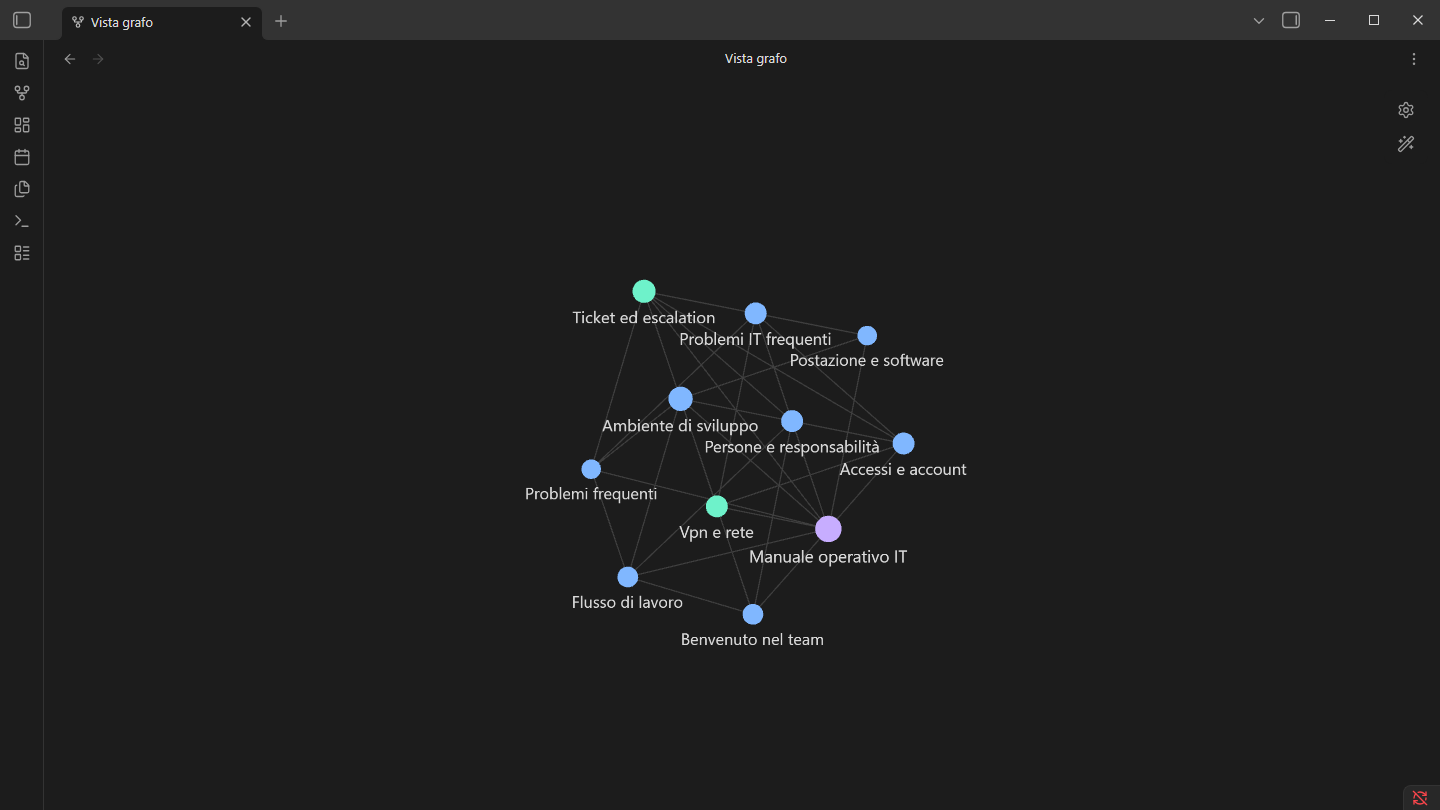 Vista grafo
Vista grafo
Ticket ed escalation
Problemi IT frequenti
Postazione e software
Ambiente di sviluppo
Persone e responsabilità
Accessi e account
Problemi frequenti
Vpn e rete
Manuale operativo IT
Flusso di lavoro
Benvenuto nel team